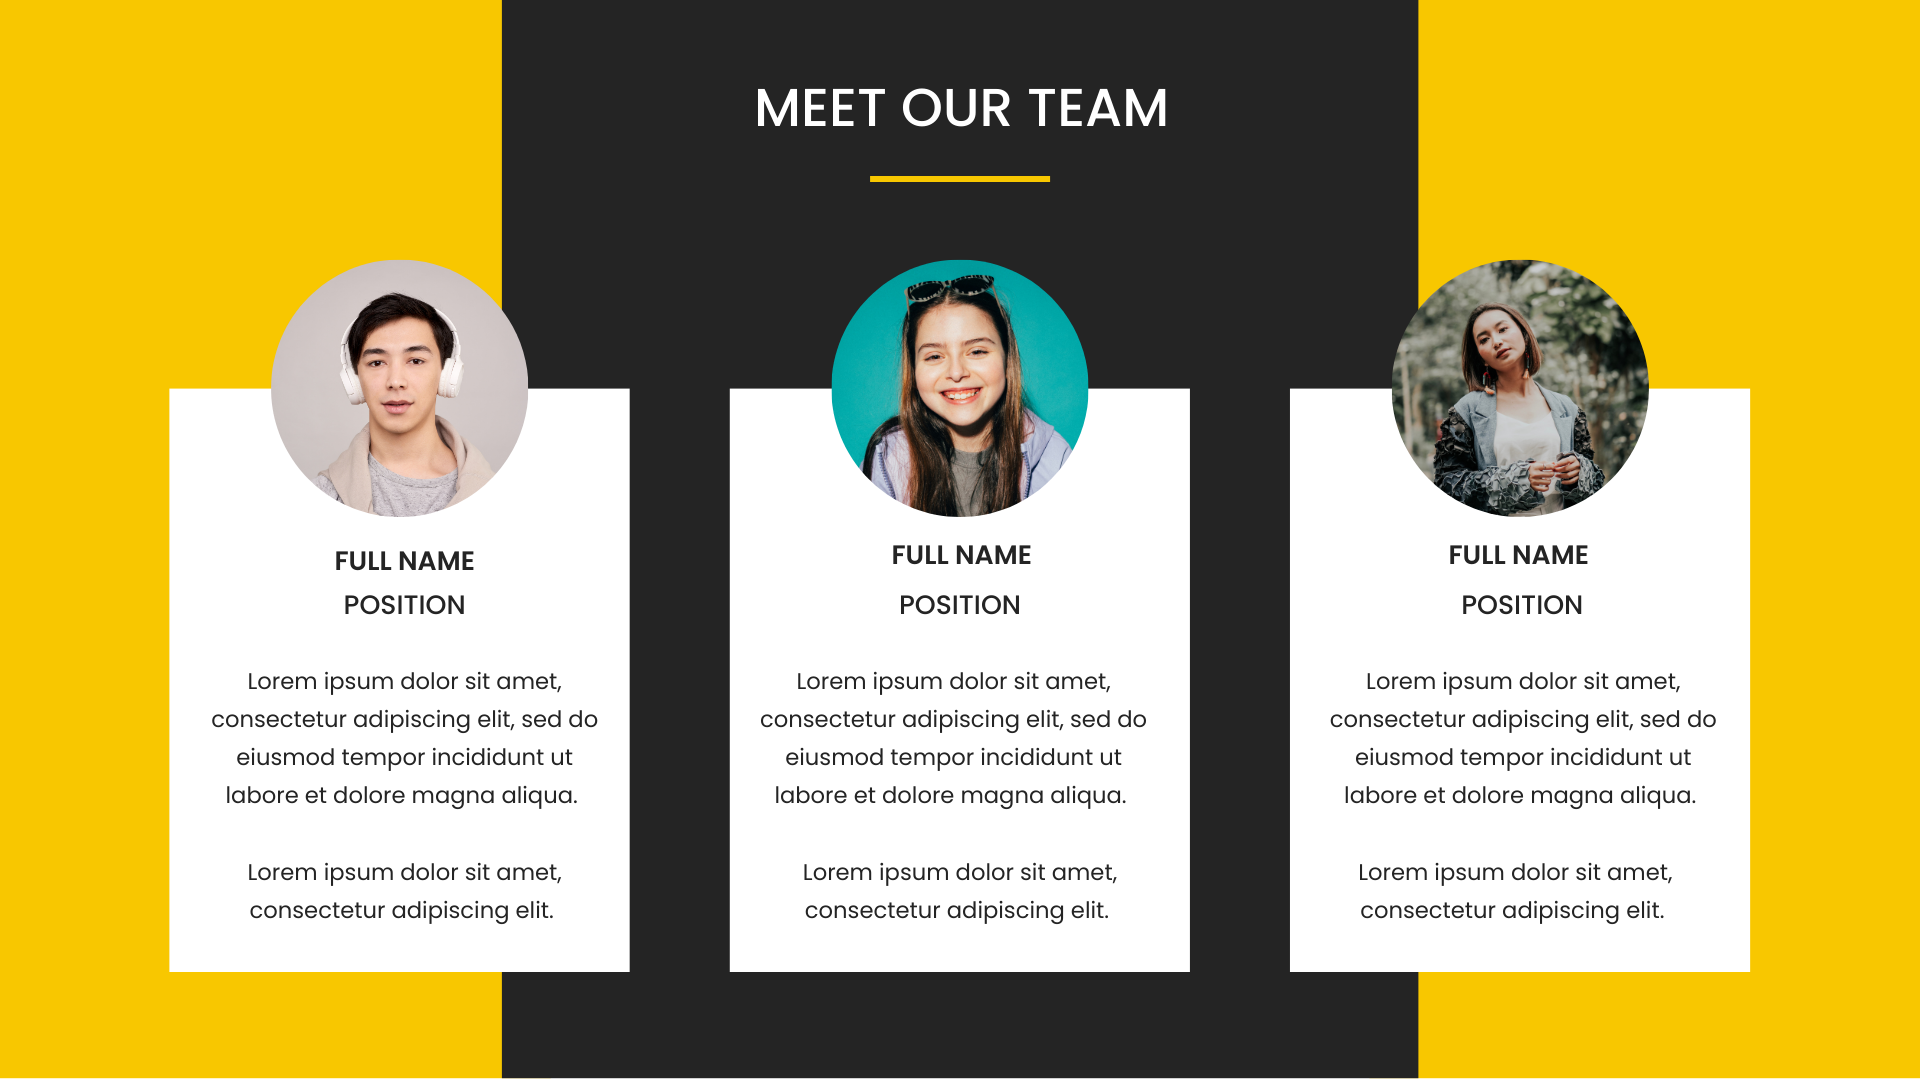 MEET OUR TEAM
FULL NAME
POSITION
Lorem ipsum dolor sit amet,
consectetur adipiscing elit, sed do
eiusmod tempor incididunt ut
labore et dolore magna aliqua.
Lorem ipsum dolor sit amet,
consectetur adipiscing elit.
FULL NAME
POSITION
Lorem ipsum dolor sit amet,
consectetur adipiscing elit, sed do
eiusmod tempor incididunt ut
labore et dolore magna aliqua.
Lorem ipsum dolor sit amet,
consectetur adipiscing elit.
FULL NAME
POSITION
Lorem ipsum dolor sit amet,
consectetur adipiscing elit, sed do
eiusmod tempor incididunt ut
labore et dolore magna aliqua.
Lorem ipsum dolor sit amet,
consectetur adipiscing elit.